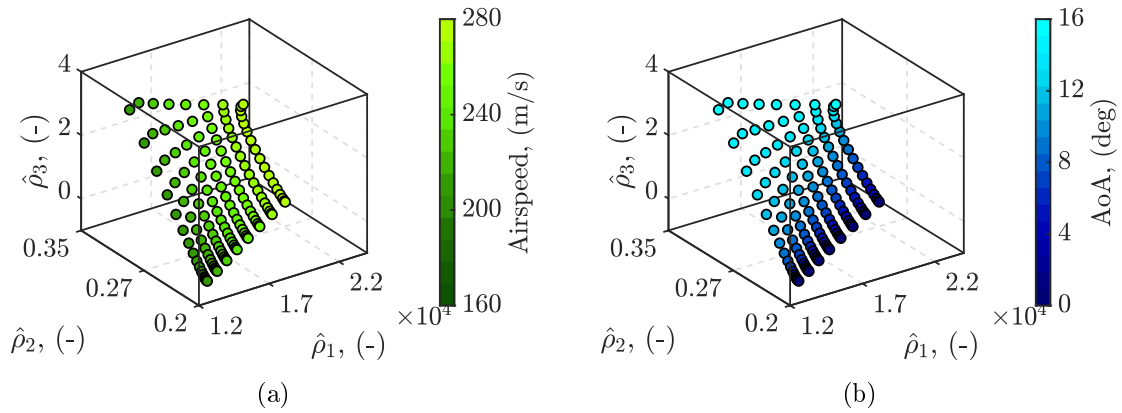 4
2
0
ρ̂3, (-)
0.35
0.27
0.2
ρ̂2, (-)
1.2
1.7
2.2
×10^4
ρ̂1, (-)
280
240
200
160
Airspeed, (m/s)
(a)
4
2
0
ρ̂3, (-)
0.35
0.27
0.2
ρ̂2, (-)
1.2
1.7
2.2
×10^4
ρ̂1, (-)
16
12
8
4
0
AoA, (deg)
(b)